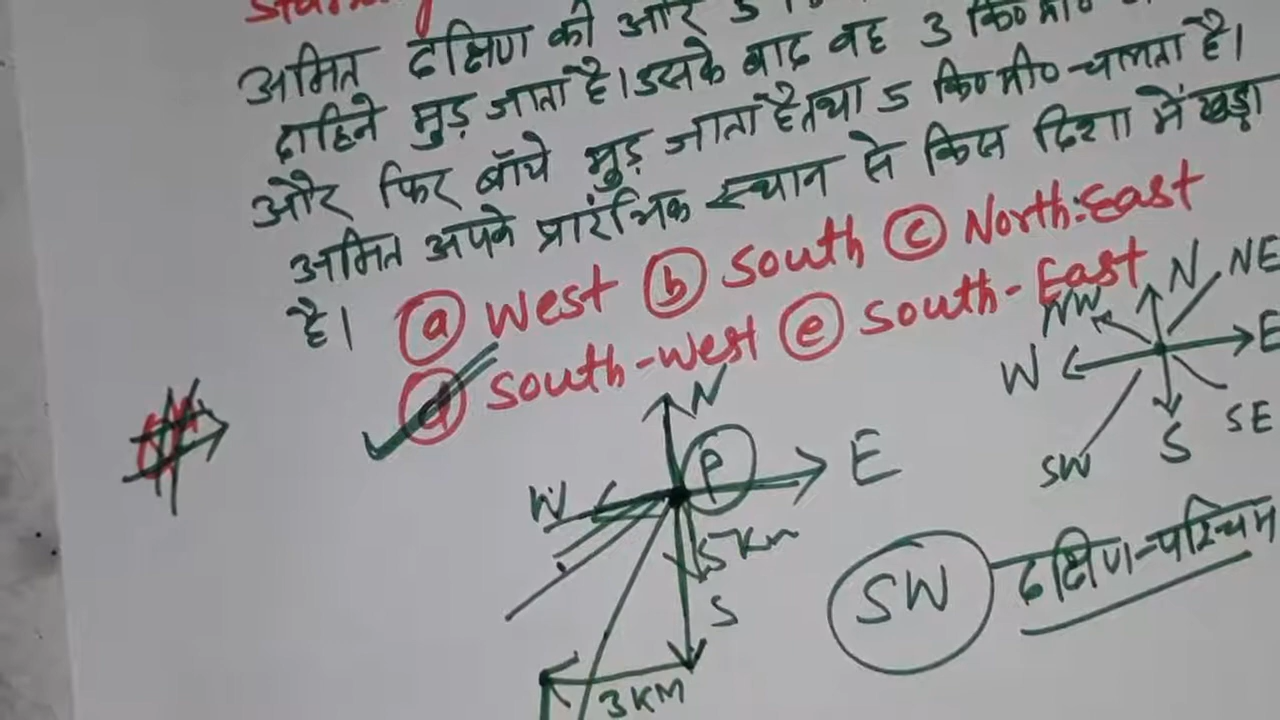 अमित दक्षिण की ओर 5
दाहिने मुड़ जाता है। इसके बाद वह 3 कि०मी०
और फिर बाँये मुड़ जाता है तथा 5 कि०मी० चलता है।
अमित अपने प्रारंभिक स्थान से किस दिशा में खड़ा
है। (a) west (b) south (c) North-East
(d) south-west (e) south-East
N NE
NW
W E
SW S SE
N
W P E
5 Km
S
SW दक्षिण-पश्चिम
3 KM